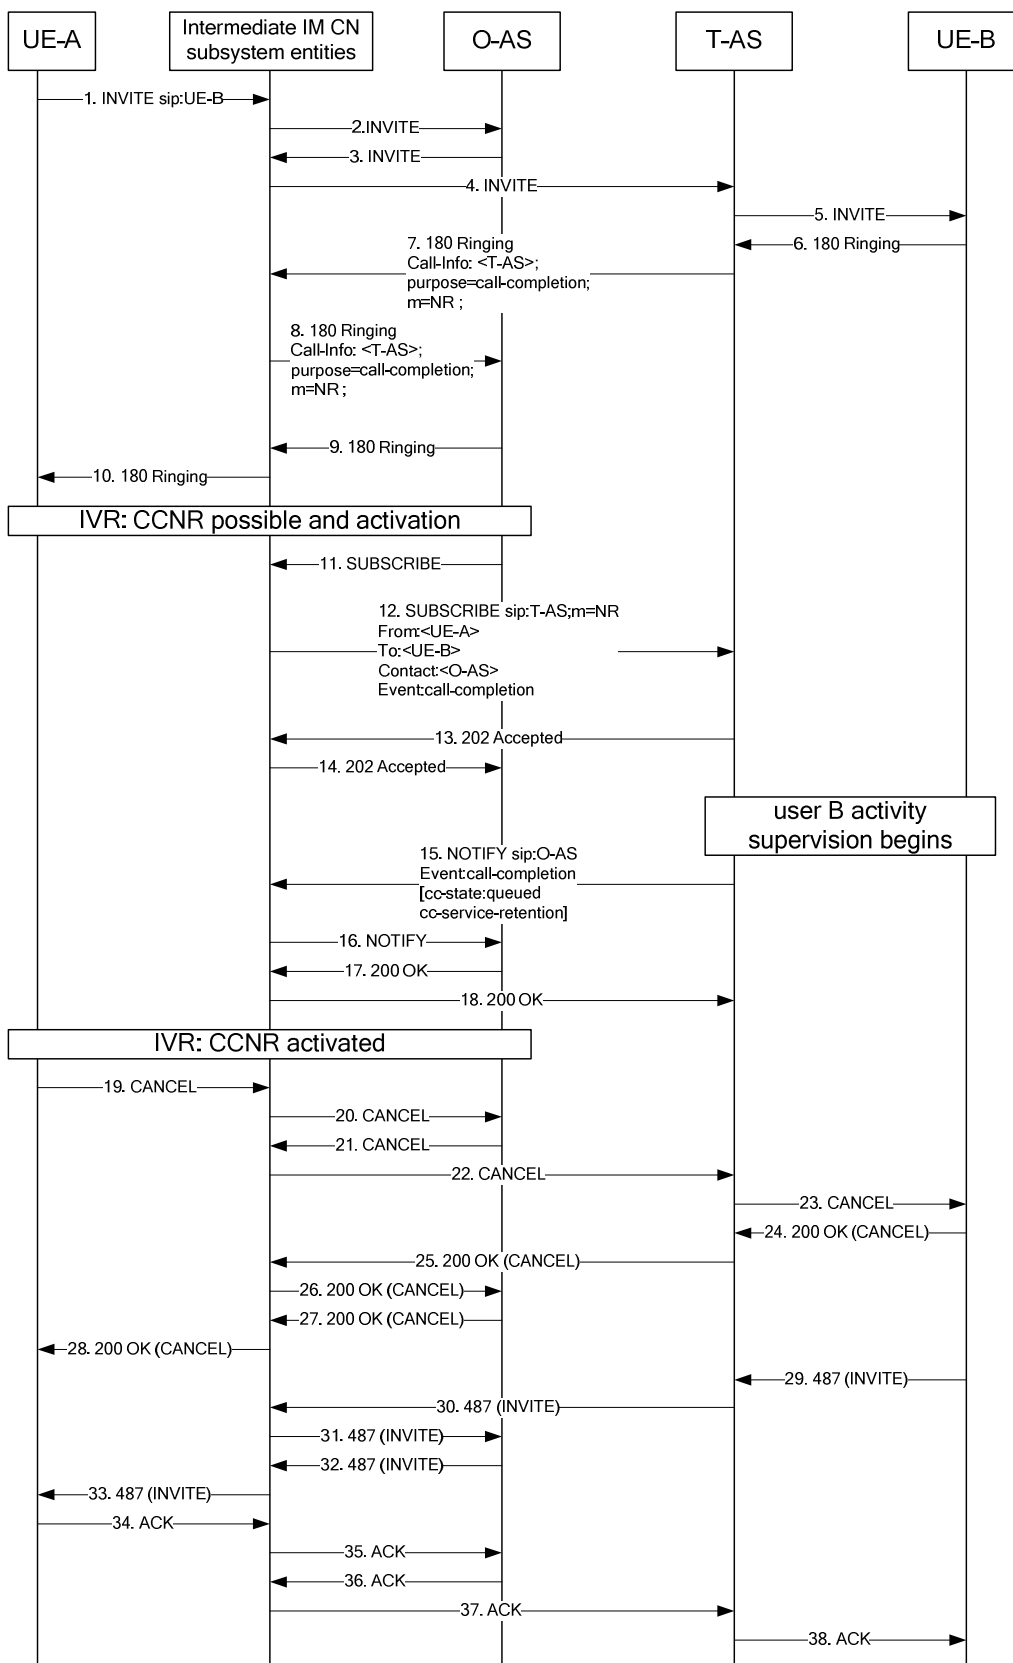 UE-A
Intermediate IM CN
subsystem entities
O-AS
T-AS
UE-B
1. INVITE sip:UE-B
2.INVITE
3. INVITE
4. INVITE
5. INVITE
6. 180 Ringing
7. 180 Ringing
Call-Info: <T-AS>;
purpose=call-completion;
m=NR ;
8. 180 Ringing
Call-Info: <T-AS>;
purpose=call-completion;
m=NR ;
9. 180 Ringing
10. 180 Ringing
IVR: CCNR possible and activation
11. SUBSCRIBE
12. SUBSCRIBE sip:T-AS;m=NR
From:<UE-A>
To:<UE-B>
Contact:<O-AS>
Event:call-completion
13. 202 Accepted
14. 202 Accepted
user B activity
supervision begins
15. NOTIFY sip:O-AS
Event:call-completion
[cc-state:queued
cc-service-retention]
16. NOTIFY
17. 200 OK
18. 200 OK
IVR: CCNR activated
19. CANCEL
20. CANCEL
21. CANCEL
22. CANCEL
23. CANCEL
24. 200 OK (CANCEL)
25. 200 OK (CANCEL)
26. 200 OK (CANCEL)
27. 200 OK (CANCEL)
28. 200 OK (CANCEL)
29. 487 (INVITE)
30. 487 (INVITE)
31. 487 (INVITE)
32. 487 (INVITE)
33. 487 (INVITE)
34. ACK
35. ACK
36. ACK
37. ACK
38. ACK